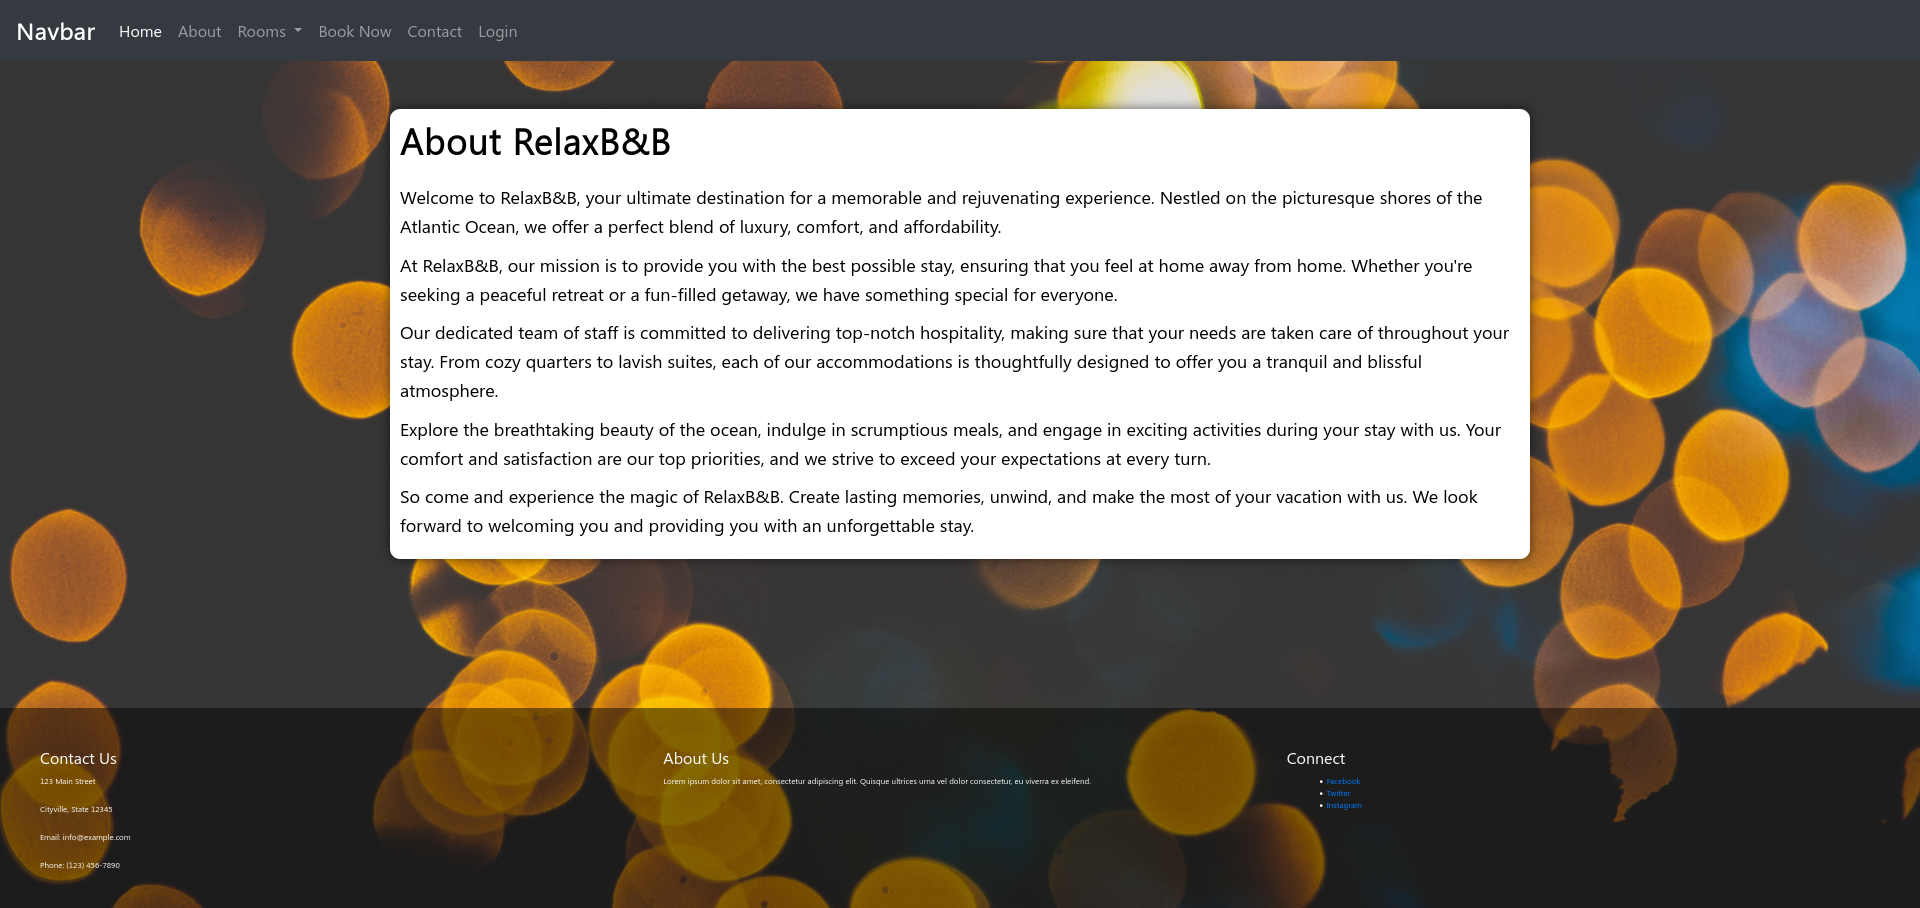 Navbar Home About Rooms Book Now Contact Login
About RelaxB&B
Welcome to RelaxB&B, your ultimate destination for a memorable and rejuvenating experience. Nestled on the picturesque shores of the
Atlantic Ocean, we offer a perfect blend of luxury, comfort, and affordability.
At RelaxB&B, our mission is to provide you with the best possible stay, ensuring that you feel at home away from home. Whether you're
seeking a peaceful retreat or a fun-filled getaway, we have something special for everyone.
Our dedicated team of staff is committed to delivering top-notch hospitality, making sure that your needs are taken care of throughout your
stay. From cozy quarters to lavish suites, each of our accommodations is thoughtfully designed to offer you a tranquil and blissful
atmosphere.
Explore the breathtaking beauty of the ocean, indulge in scrumptious meals, and engage in exciting activities during your stay with us. Your
comfort and satisfaction are our top priorities, and we strive to exceed your expectations at every turn.
So come and experience the magic of RelaxB&B. Create lasting memories, unwind, and make the most of your vacation with us. We look
forward to welcoming you and providing you with an unforgettable stay.
Contact Us
123 Main Street
Cityville, State 12345
Email: info@example.com
Phone: (123) 456-7890
About Us
Lorem ipsum dolor sit amet, consectetur adipiscing elit. Quisque ultrices urna vel dolor consectetur, eu viverra ex eleifend.
Connect
• Facebook
• Twitter
• Instagram